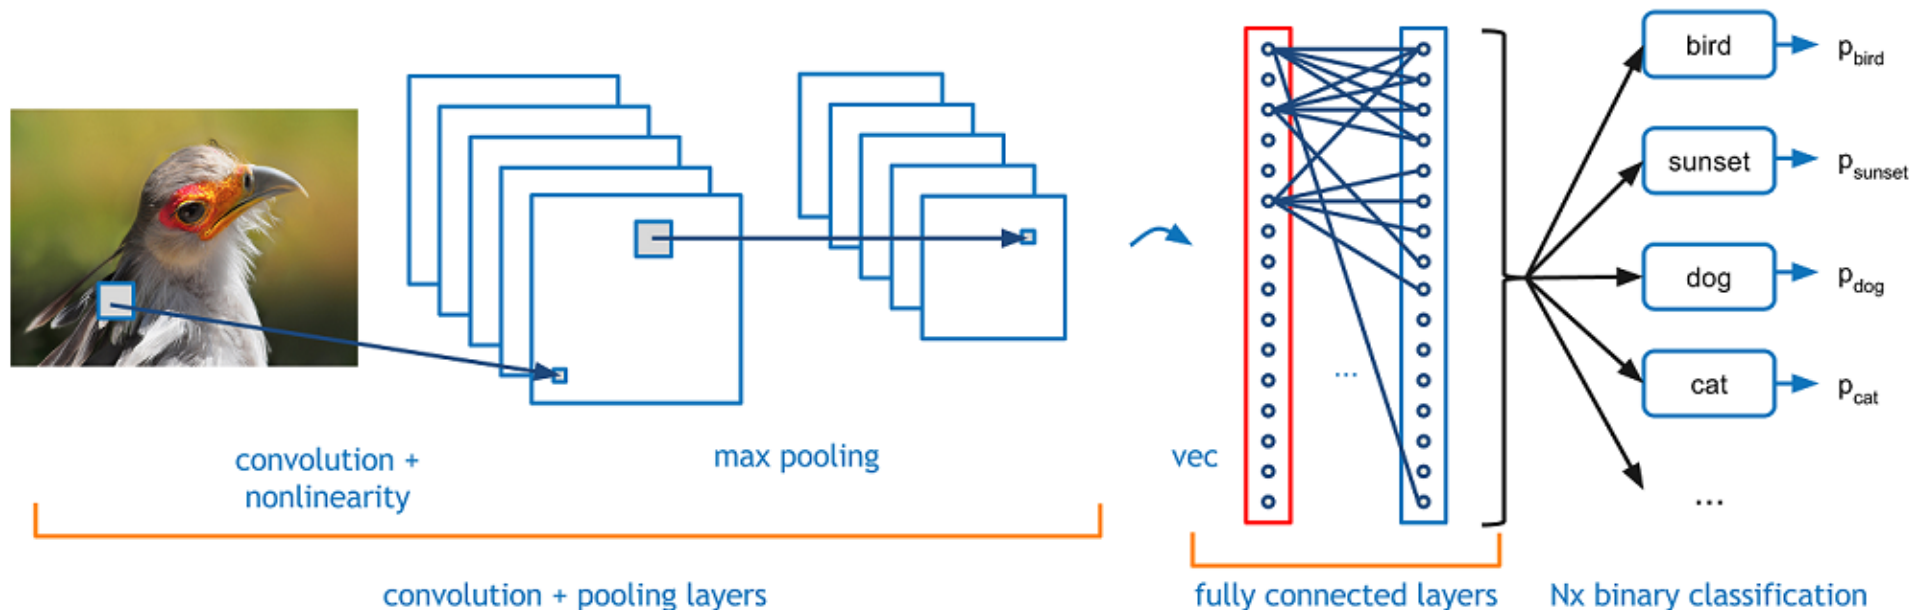 convolution +
nonlinearity
max pooling
vec
convolution + pooling layers
fully connected layers
Nx binary classification
...
bird
p_bird
sunset
p_sunset
dog
p_dog
cat
p_cat
...